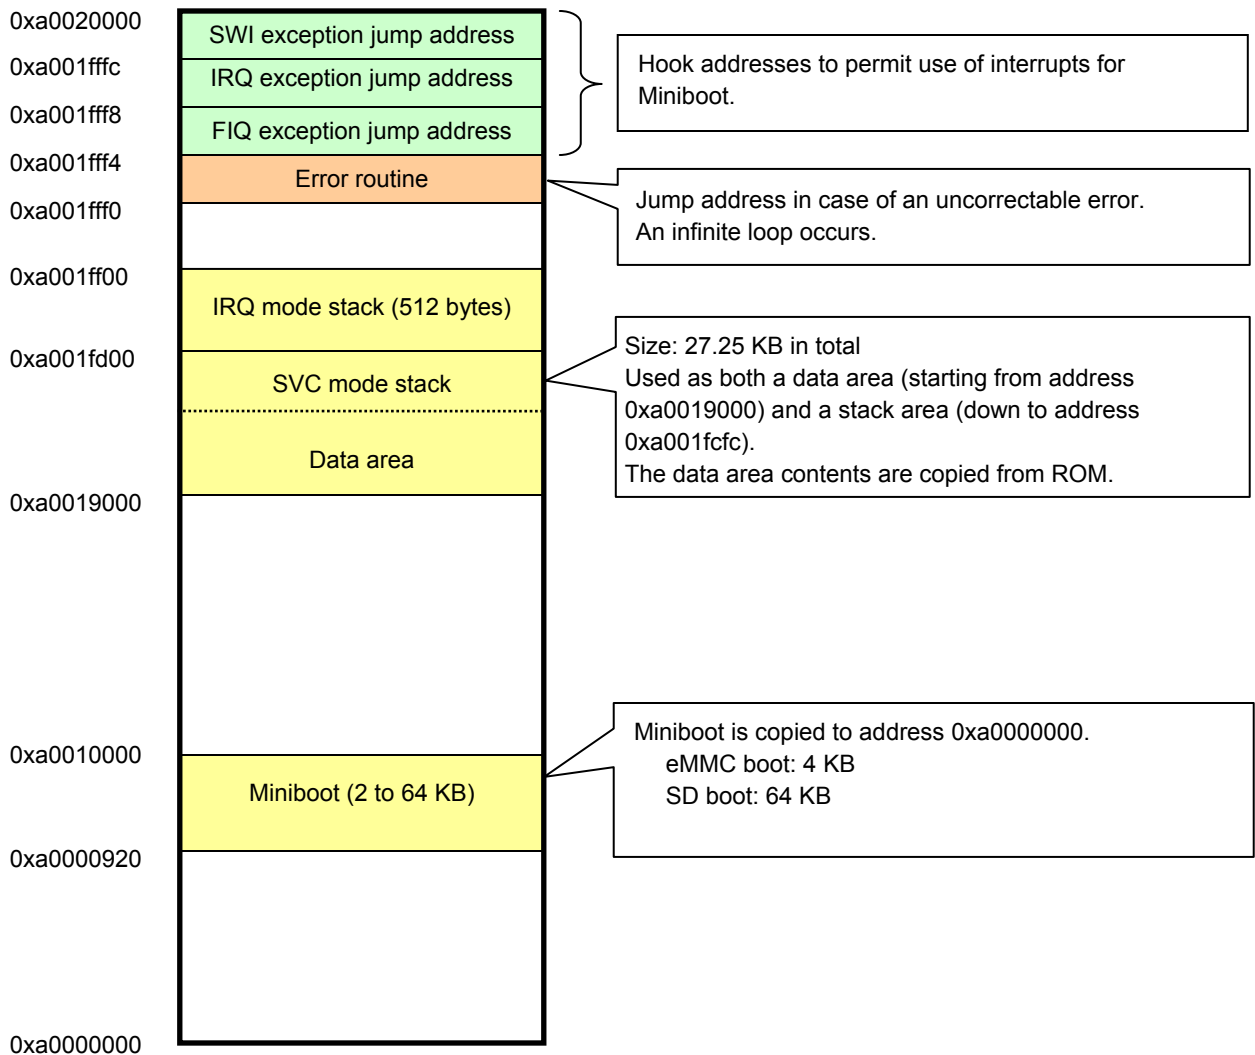 0xa0020000
SWI exception jump address
0xa001fffc
IRQ exception jump address
0xa001fff8
FIQ exception jump address
0xa001fff4
Hook addresses to permit use of interrupts for
Miniboot.
Error routine
0xa001fff0
Jump address in case of an uncorrectable error.
An infinite loop occurs.
0xa001ff00
IRQ mode stack (512 bytes)
0xa001fd00
SVC mode stack
Data area
0xa0019000
Size: 27.25 KB in total
Used as both a data area (starting from address
0xa0019000) and a stack area (down to address
0xa001fcfc).
The data area contents are copied from ROM.
0xa0010000
Miniboot (2 to 64 KB)
0xa0000920
Miniboot is copied to address 0xa0000000.
eMMC boot: 4 KB
SD boot: 64 KB
0xa0000000